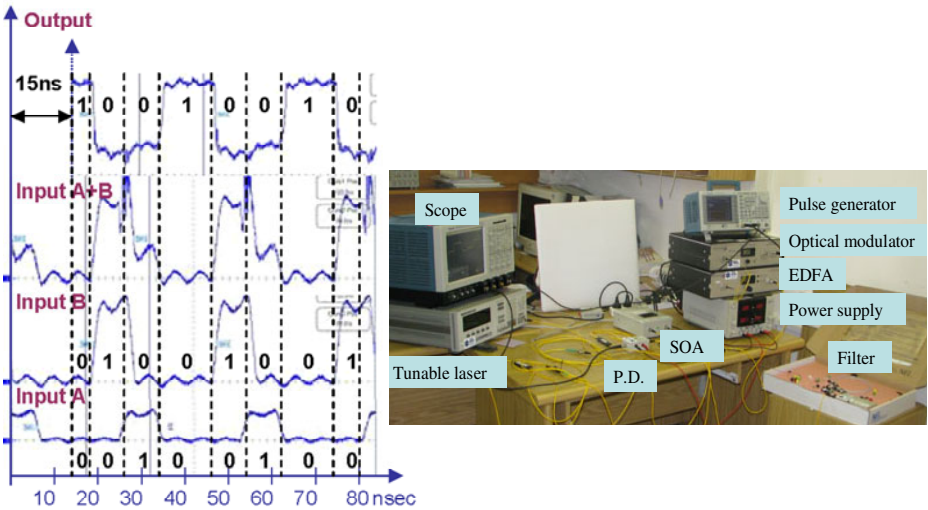 Output
15ns
1 0 0 1 0 0 1 0
Input A+B
Input B
0 1 0 0 1 0 0 1
Input A
0 0 1 0 0 1 0 0
10 20 30 40 50 60 70 80 nsec
Scope
Pulse generator
Optical modulator
EDFA
Power supply
SOA
Filter
Tunable laser
P.D.